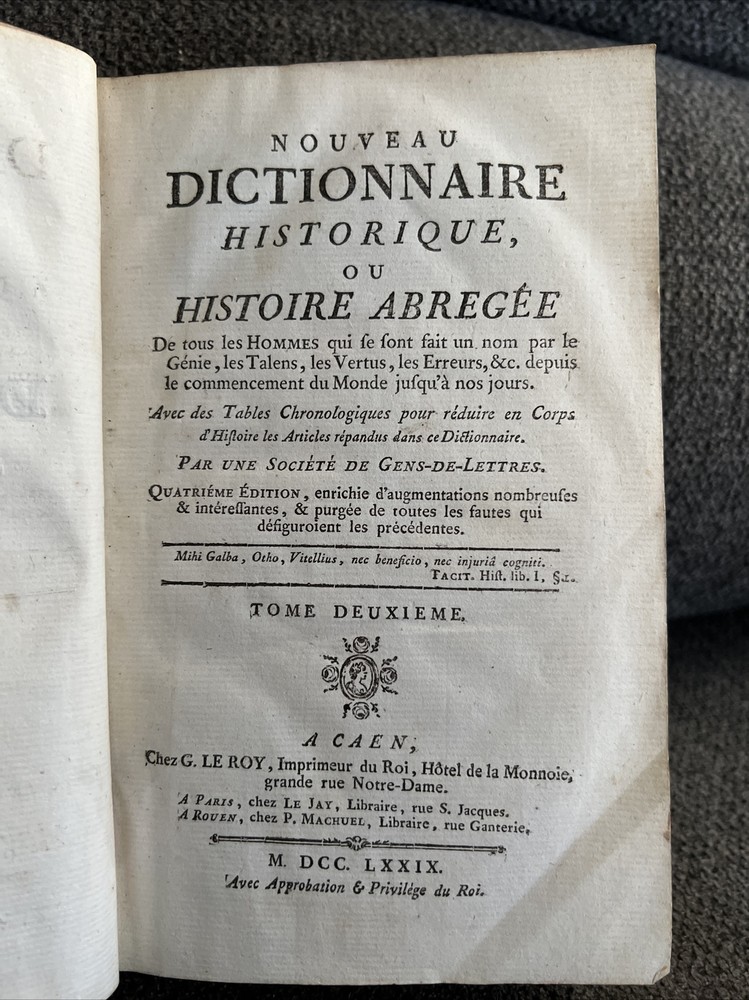 NOUVEAU
DICTIONNAIRE
HISTORIQUE,
OU
HISTOIRE ABREGÉE
De tous les HOMMES qui ſe ſont fait un nom par le
Génie, les Talens, les Vertus, les Erreurs, &c. depuis
le commencement du Monde juſqu'à nos jours.
Avec des Tables Chronologiques pour réduire en Corps
d'Hiſtoire les Articles répandus dans ce Dictionnaire.
PAR UNE SOCIÉTÉ DE GENS-DE-LETTRES.
QUATRIÉME ÉDITION, enrichie d'augmentations nombreuſes
& intéreſſantes, & purgée de toutes les fautes qui
défiguroient les précédentes.
Mihi Galba, Otho, Vitellius, nec beneficio, nec injuriâ cogniti.
TACIT. Hiſt. lib. I, §.1.
TOME DEUXIEME.
A CAEN,
Chez G. LE ROY, Imprimeur du Roi, Hôtel de la Monnoie,
grande rue Notre-Dame.
A PARIS, chez LE JAY, Libraire, rue S. Jacques.
A ROUEN, chez P. MACHUEL, Libraire, rue Ganterie.
M. DCC. LXXIX.
Avec Approbation & Privilége du Roi.